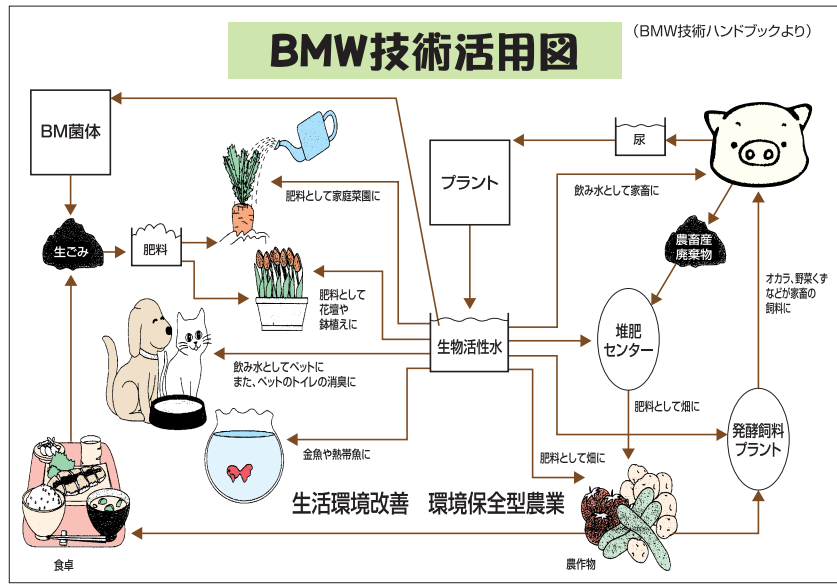 BMW技術活用図
（BMW技術ハンドブックより）
BM菌体
尿
プラント
飲み水として家畜に
肥料として家庭菜園に
生ごみ
肥料
農畜産
廃棄物
オカラ、野菜くず
などが家畜の
飼料に
肥料として
花壇や
鉢植えに
生物活性水
堆肥
センター
飲み水としてペットに
また、ペットのトイレの消臭に
肥料として畑に
発酵飼料
プラント
金魚や熱帯魚に
肥料として畑に
生活環境改善　環境保全型農業
食卓
農作物